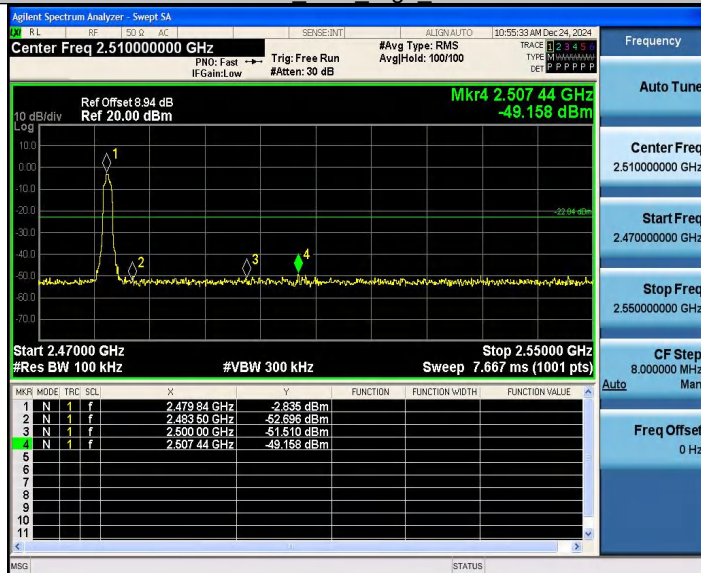 Agilent Spectrum Analyzer - Swept SA
RL RF 50 Ω AC SENSE:INT ALIGN AUTO 10:55:33 AM Dec 24, 2024
Center Freq 2.510000000 GHz #Avg Type: RMS TRACE 1 2 3 4 5 6
PNO: Fast Trig: Free Run Avg|Hold: 100/100 TYPE M
IFGain:Low #Atten: 30 dB DET P P P P P P
Ref Offset 8.94 dB Mkr4 2.507 44 GHz
10 dB/div Ref 20.00 dBm -49.158 dBm
Log
10.0
0.00
-10.0
-20.0
-30.0
-40.0
-50.0
-60.0
-70.0
1
2
3
4
-22.84 dBm
Start 2.47000 GHz Stop 2.55000 GHz
#Res BW 100 kHz #VBW 300 kHz Sweep 7.667 ms (1001 pts)
MKR MODE TRC SCL X Y FUNCTION FUNCTION WIDTH FUNCTION VALUE
1 N 1 f 2.479 84 GHz -2.835 dBm
2 N 1 f 2.483 50 GHz -52.696 dBm
3 N 1 f 2.500 00 GHz -51.510 dBm
4 N 1 f 2.507 44 GHz -49.158 dBm
5
6
7
8
9
10
11
MSG STATUS
Frequency
Auto Tune
Center Freq
2.510000000 GHz
Start Freq
2.470000000 GHz
Stop Freq
2.550000000 GHz
CF Step
8.000000 MHz
Auto Man
Freq Offset
0 Hz